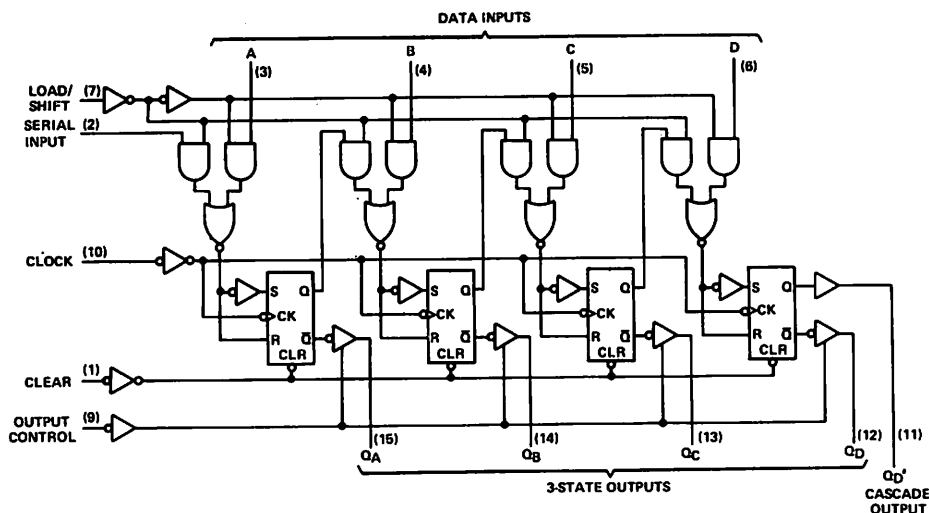 DATA INPUTS
A
B
C
D
(3)
(4)
(5)
(6)
LOAD/
SHIFT
(7)
SERIAL
INPUT
(2)
CLOCK
(10)
S
Q
CK
R
Q̅
CLR
S
Q
CK
R
Q̅
CLR
S
Q
CK
R
Q̅
CLR
S
Q
CK
R
Q̅
CLR
CLEAR
(1)
OUTPUT
CONTROL
(9)
(15)
(14)
(13)
(12)
(11)
QA
QB
QC
QD
3-STATE OUTPUTS
QD'
CASCADE
OUTPUT